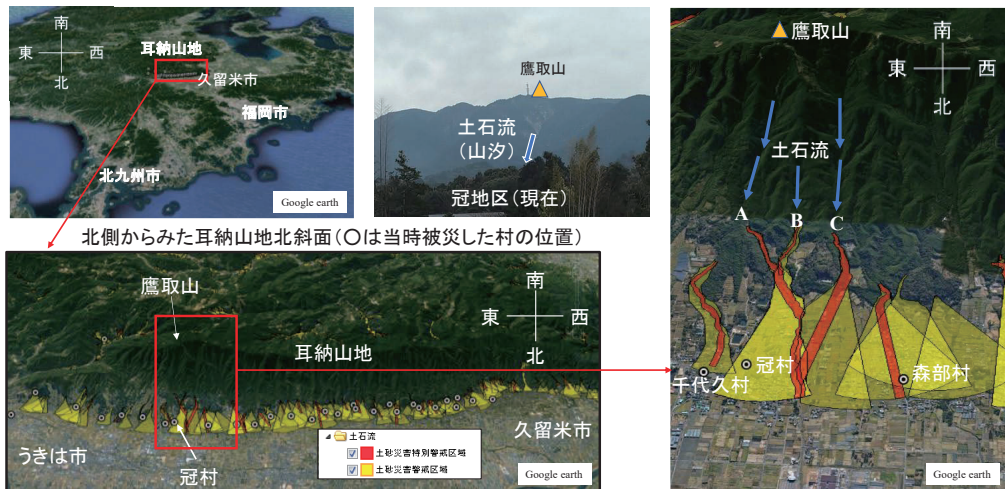 南
東 西
北
耳納山地
久留米市
福岡市
北九州市
Google earth
鷹取山
土石流
(山汐)
冠地区(現在)
鷹取山
南
東 西
北
土石流
A B C
冠村
千代久村
森部村
Google earth
北側からみた耳納山地北斜面(〇は当時被災した村の位置)
鷹取山
南
東 西
北
耳納山地
うきは市
冠村
久留米市
土石流
土砂災害特別警戒区域
土砂災害警戒区域
Google earth